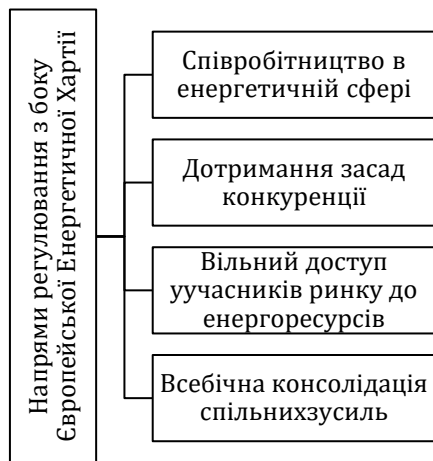 Напрями регулювання з боку
Європейської Енергетичної Хартії
Співробітництво в
енергетичній сфері
Дотримання засад
конкуренції
Вільний доступ
уучасників ринку до
енергоресурсів
Всебічна консолідація
спільнихзусиль